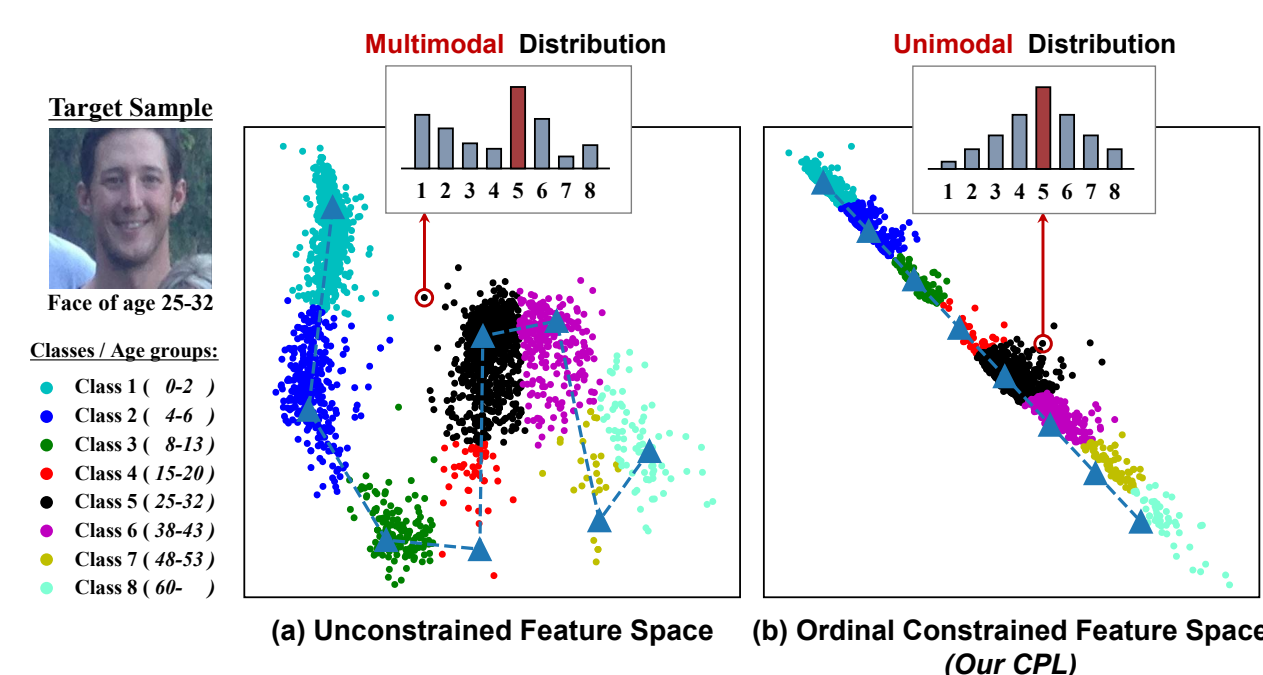 Multimodal Distribution
Unimodal Distribution
Target Sample
1 2 3 4 5 6 7 8
1 2 3 4 5 6 7 8
Face of age 25-32
Classes / Age groups:
Class 1 ( 0-2 )
Class 2 ( 4-6 )
Class 3 ( 8-13 )
Class 4 ( 15-20 )
Class 5 ( 25-32 )
Class 6 ( 38-43 )
Class 7 ( 48-53 )
Class 8 ( 60- )
(a) Unconstrained Feature Space
(b) Ordinal Constrained Feature Space
(Our CPL)